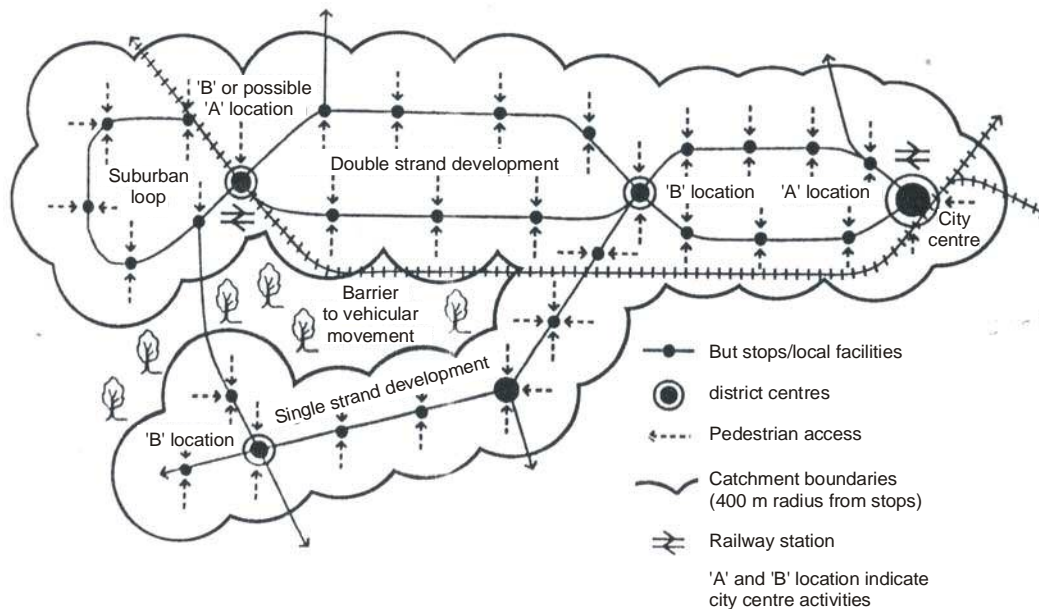 'B' or possible
'A' location
Suburban
loop
Double strand development
'B' location
'A' location
City
centre
Barrier
to vehicular
movement
Single strand development
'B' location
But stops/local facilities
district centres
Pedestrian access
Catchment boundaries
(400 m radius from stops)
Railway station
'A' and 'B' location indicate
city centre activities